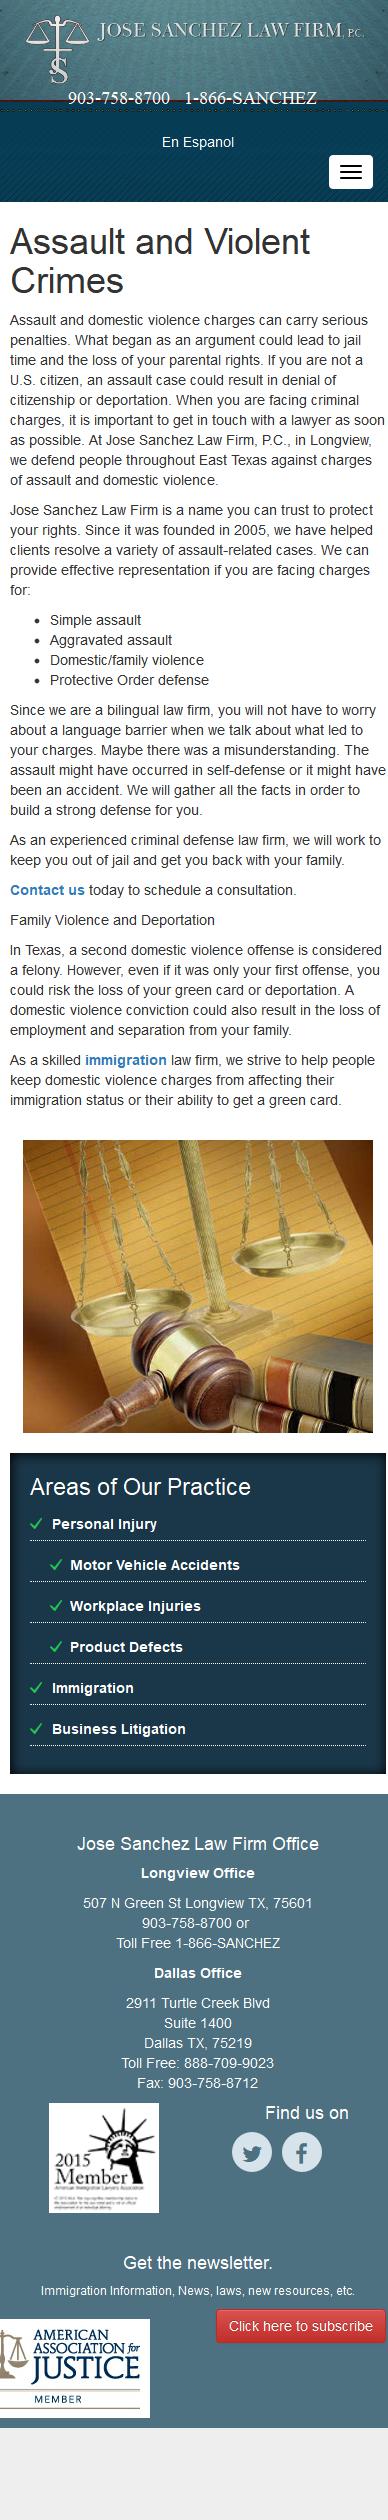 JOSE SANCHEZ LAW FIRM, P.C.
903-758-8700 1-866-SANCHEZ
En Espanol
Assault and Violent
Crimes
Assault and domestic violence charges can carry serious
penalties. What began as an argument could lead to jail
time and the loss of your parental rights. If you are not a
U.S. citizen, an assault case could result in denial of
citizenship or deportation. When you are facing criminal
charges, it is important to get in touch with a lawyer as soon
as possible. At Jose Sanchez Law Firm, P.C., in Longview,
we defend people throughout East Texas against charges
of assault and domestic violence.
Jose Sanchez Law Firm is a name you can trust to protect
your rights. Since it was founded in 2005, we have helped
clients resolve a variety of assault-related cases. We can
provide effective representation if you are facing charges
for:
Simple assault
Aggravated assault
Domestic/family violence
Protective Order defense
Since we are a bilingual law firm, you will not have to worry
about a language barrier when we talk about what led to
your charges. Maybe there was a misunderstanding. The
assault might have occurred in self-defense or it might have
been an accident. We will gather all the facts in order to
build a strong defense for you.
As an experienced criminal defense law firm, we will work to
keep you out of jail and get you back with your family.
Contact us today to schedule a consultation.
Family Violence and Deportation
In Texas, a second domestic violence offense is considered
a felony. However, even if it was only your first offense, you
could risk the loss of your green card or deportation. A
domestic violence conviction could also result in the loss of
employment and separation from your family.
As a skilled immigration law firm, we strive to help people
keep domestic violence charges from affecting their
immigration status or their ability to get a green card.
Areas of Our Practice
Personal Injury
Motor Vehicle Accidents
Workplace Injuries
Product Defects
Immigration
Business Litigation
Jose Sanchez Law Firm Office
Longview Office
507 N Green St Longview TX, 75601
903-758-8700 or
Toll Free 1-866-SANCHEZ
Dallas Office
2911 Turtle Creek Blvd
Suite 1400
Dallas TX, 75219
Toll Free: 888-709-9023
Fax: 903-758-8712
2015
Member
American Immigration Lawyers Association
Find us on
Get the newsletter.
Immigration Information, News, laws, new resources, etc.
Click here to subscribe
AMERICAN
ASSOCIATION for
JUSTICE
MEMBER